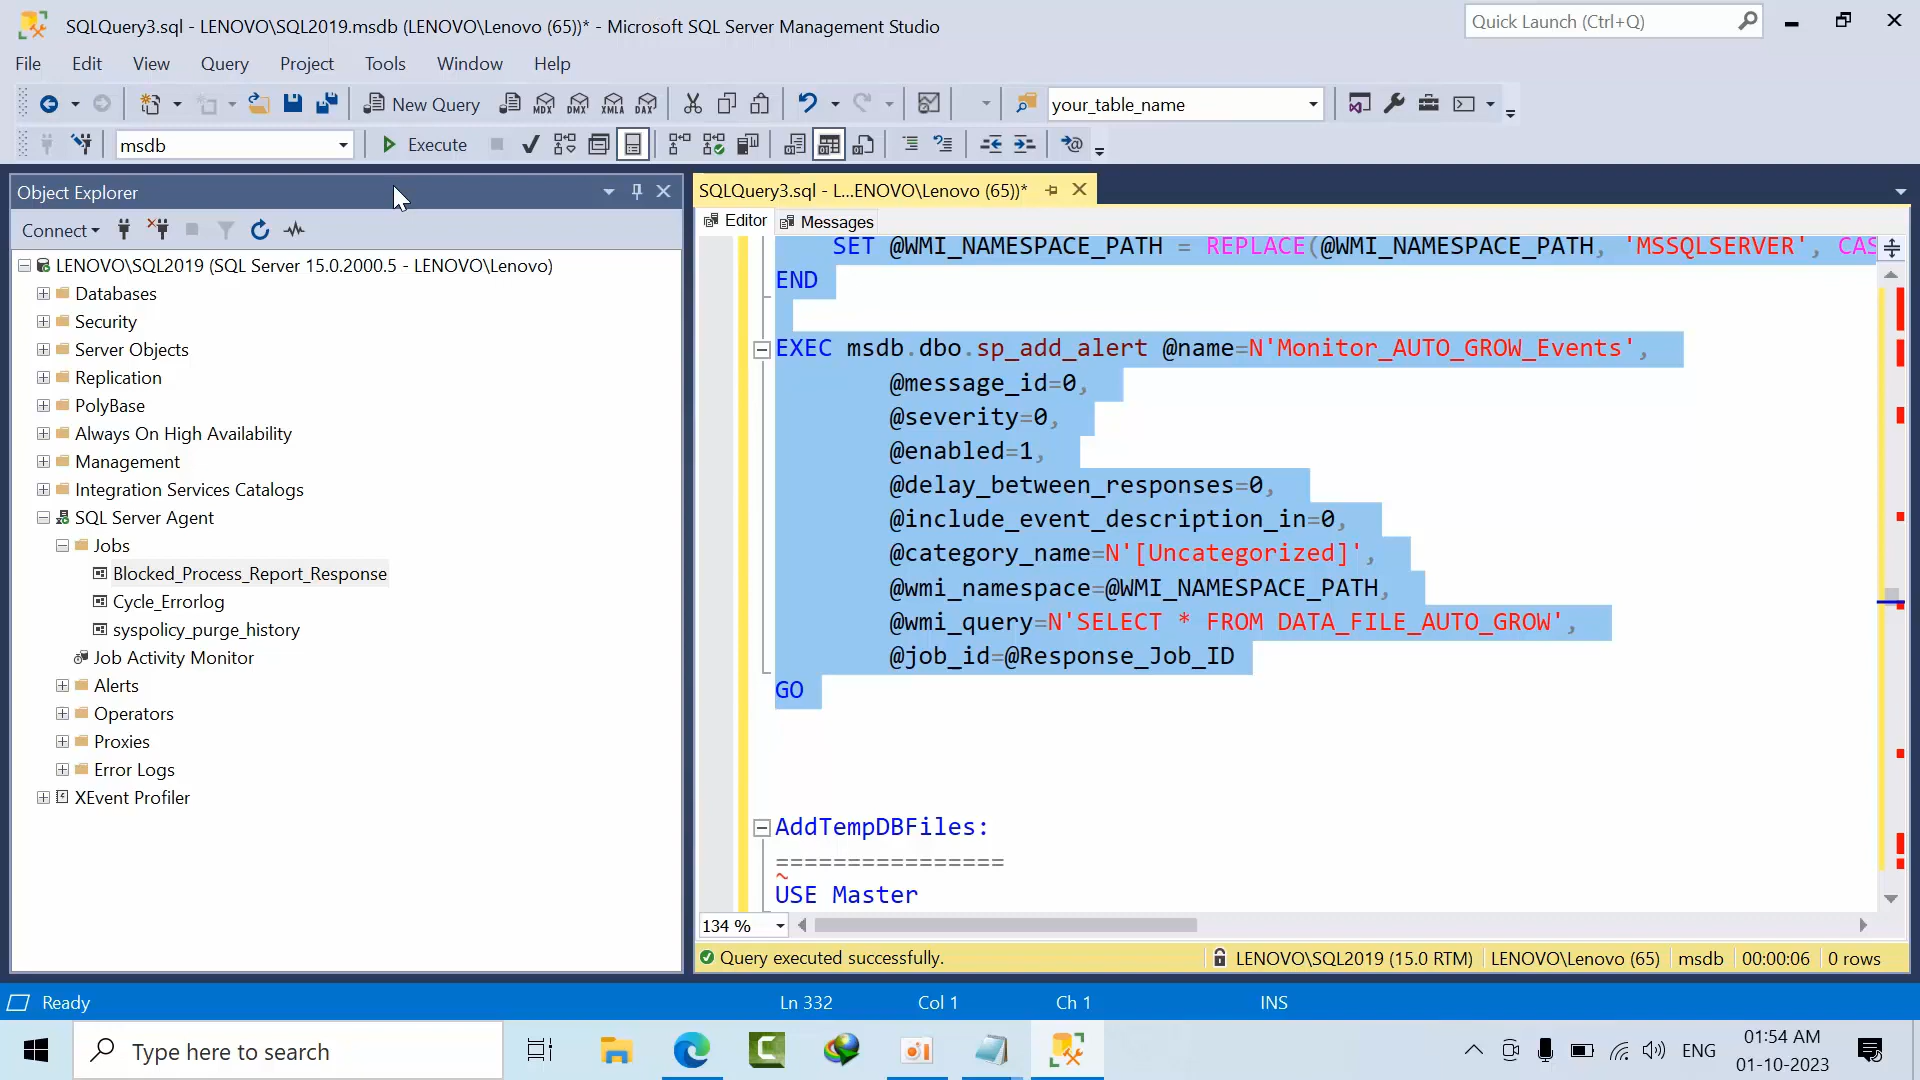 SQLQuery3.sql - LENOVO\SQL2019.msdb (LENOVO\Lenovo (65))* - Microsoft SQL Server Management Studio
Quick Launch (Ctrl+Q)
File Edit View Query Project Tools Window Help
New Query
MDX DMX XMLA DAX
your_table_name
msdb
Execute
Object Explorer
SQLQuery3.sql - L...ENOVO\Lenovo (65))*
Connect
Editor
Messages
LENOVO\SQL2019 (SQL Server 15.0.2000.5 - LENOVO\Lenovo)
Databases
Security
Server Objects
Replication
PolyBase
Always On High Availability
Management
Integration Services Catalogs
SQL Server Agent
Jobs
Blocked_Process_Report_Response
Cycle_Errorlog
syspolicy_purge_history
Job Activity Monitor
Alerts
Operators
Proxies
Error Logs
XEvent Profiler
SET @WMI_NAMESPACE_PATH = REPLACE(@WMI_NAMESPACE_PATH, 'MSSQLSERVER', CAS
END
EXEC msdb.dbo.sp_add_alert @name=N'Monitor_AUTO_GROW_Events',
@message_id=0,
@severity=0,
@enabled=1,
@delay_between_responses=0,
@include_event_description_in=0,
@category_name=N'[Uncategorized]',
@wmi_namespace=@WMI_NAMESPACE_PATH,
@wmi_query=N'SELECT * FROM DATA_FILE_AUTO_GROW',
@job_id=@Response_Job_ID
GO
AddTempDBFiles:
================
USE Master
134 %
Query executed successfully.
LENOVO\SQL2019 (15.0 RTM)
LENOVO\Lenovo (65)
msdb
00:00:06
0 rows
Ready
Ln 332
Col 1
Ch 1
INS
Type here to search
ENG
01:54 AM
01-10-2023